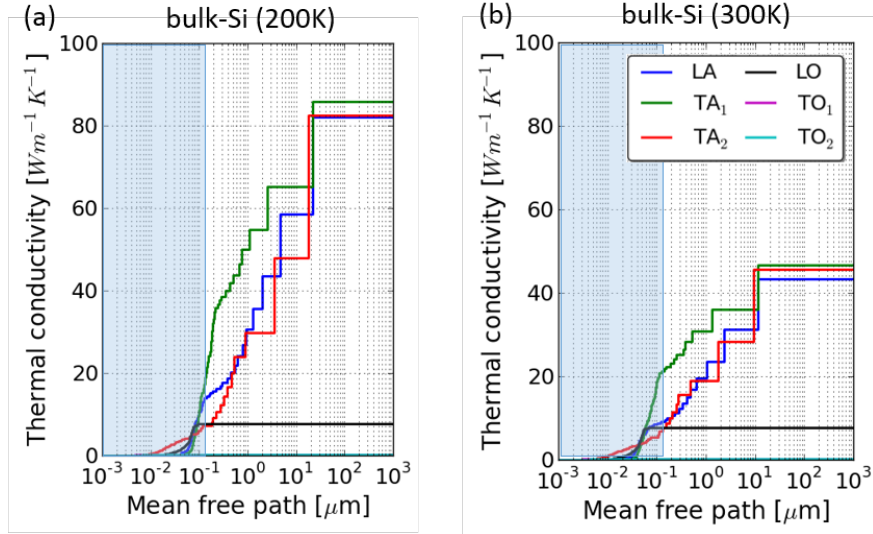 (a) bulk-Si (200K)
Thermal conductivity [Wm⁻¹K⁻¹]
100
80
60
40
20
0
10⁻³ 10⁻² 10⁻¹ 10⁰ 10¹ 10² 10³
Mean free path [μm]
(b) bulk-Si (300K)
Thermal conductivity [Wm⁻¹K⁻¹]
100
80
60
40
20
0
10⁻³ 10⁻² 10⁻¹ 10⁰ 10¹ 10² 10³
Mean free path [μm]
LA LO
TA₁ TO₁
TA₂ TO₂